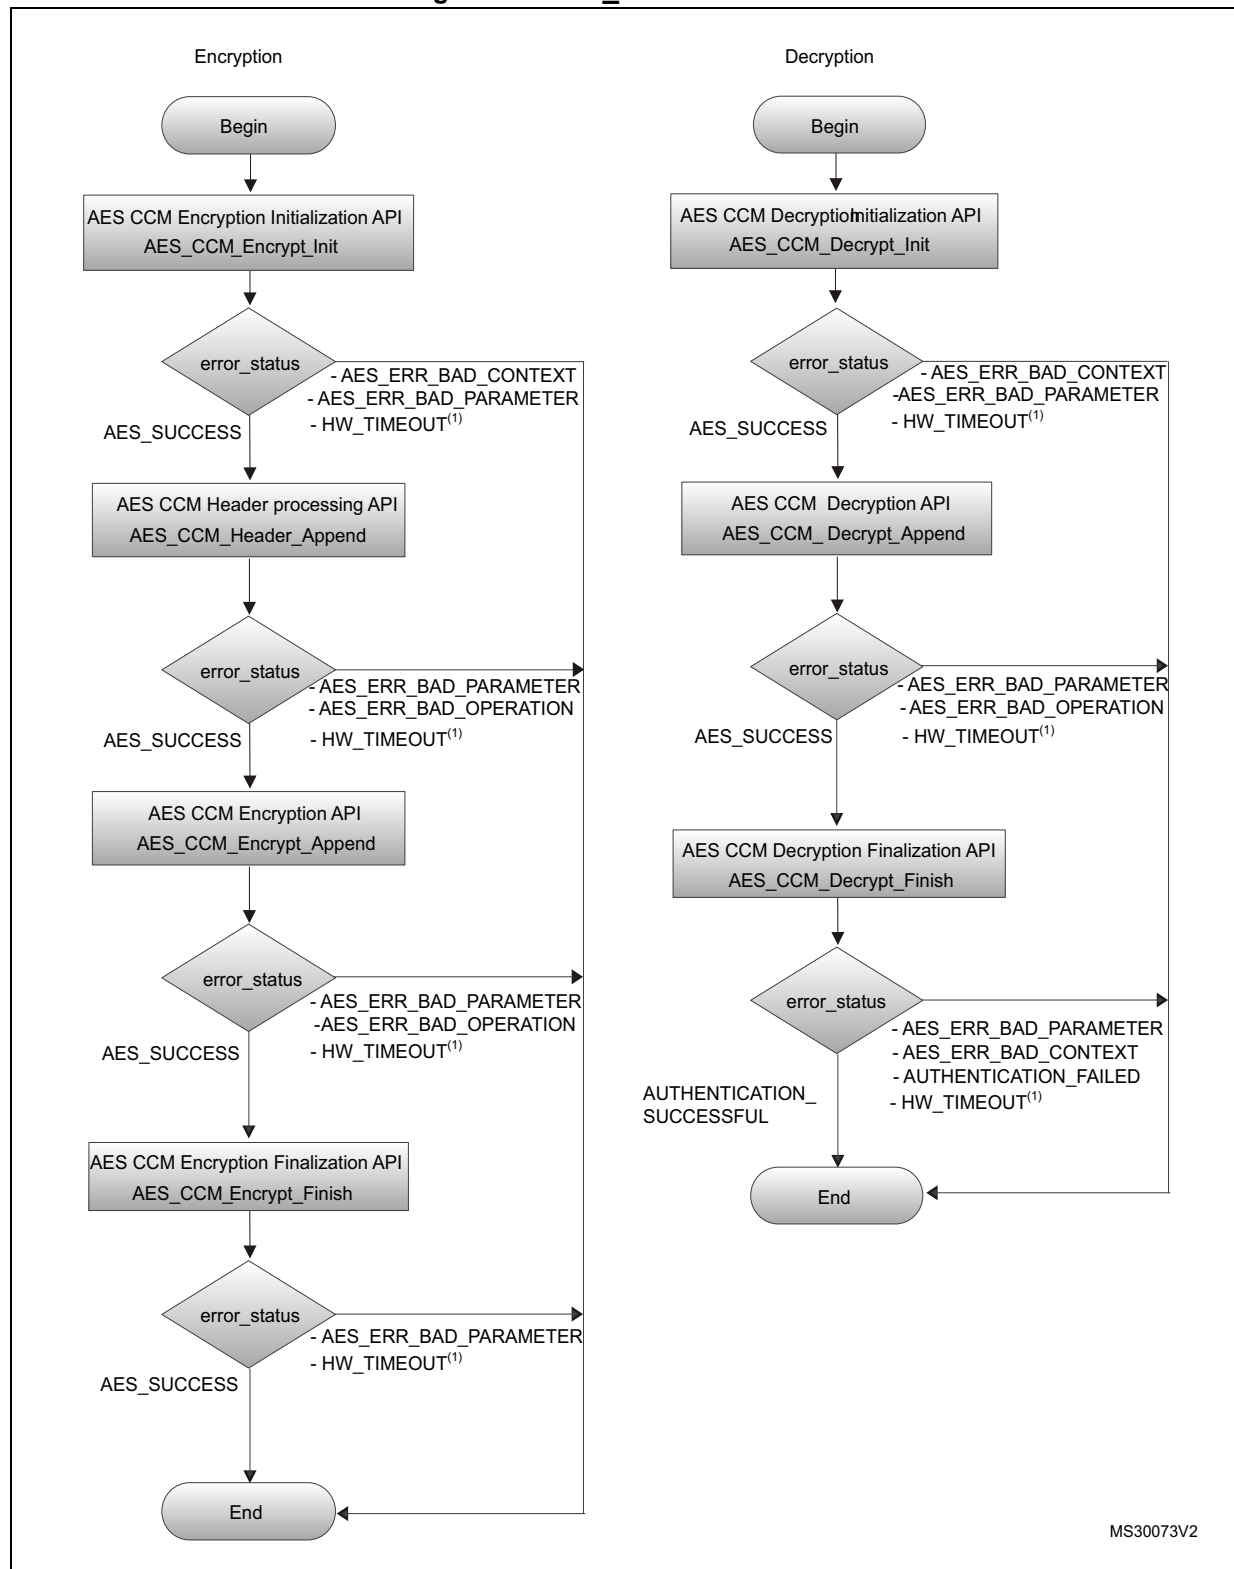 Encryption
Begin
AES CCM Encryption Initialization API
AES_CCM_Encrypt_Init
error_status
- AES_ERR_BAD_CONTEXT
- AES_ERR_BAD_PARAMETER
- HW_TIMEOUT(1)
AES_SUCCESS
AES CCM Header processing API
AES_CCM_Header_Append
error_status
- AES_ERR_BAD_PARAMETER
- AES_ERR_BAD_OPERATION
- HW_TIMEOUT(1)
AES_SUCCESS
AES CCM Encryption API
AES_CCM_Encrypt_Append
error_status
- AES_ERR_BAD_PARAMETER
-AES_ERR_BAD_OPERATION
- HW_TIMEOUT(1)
AES_SUCCESS
AES CCM Encryption Finalization API
AES_CCM_Encrypt_Finish
error_status
- AES_ERR_BAD_PARAMETER
- HW_TIMEOUT(1)
AES_SUCCESS
End
Decryption
Begin
AES CCM DecryptionInitialization API
AES_CCM_Decrypt_Init
error_status
- AES_ERR_BAD_CONTEXT
-AES_ERR_BAD_PARAMETER
- HW_TIMEOUT(1)
AES_SUCCESS
AES CCM Decryption API
AES_CCM_ Decrypt_Append
error_status
- AES_ERR_BAD_PARAMETER
- AES_ERR_BAD_OPERATION
- HW_TIMEOUT(1)
AES_SUCCESS
AES CCM Decryption Finalization API
AES_CCM_Decrypt_Finish
error_status
- AES_ERR_BAD_PARAMETER
- AES_ERR_BAD_CONTEXT
- AUTHENTICATION_FAILED
- HW_TIMEOUT(1)
AUTHENTICATION_
SUCCESSFUL
End
MS30073V2